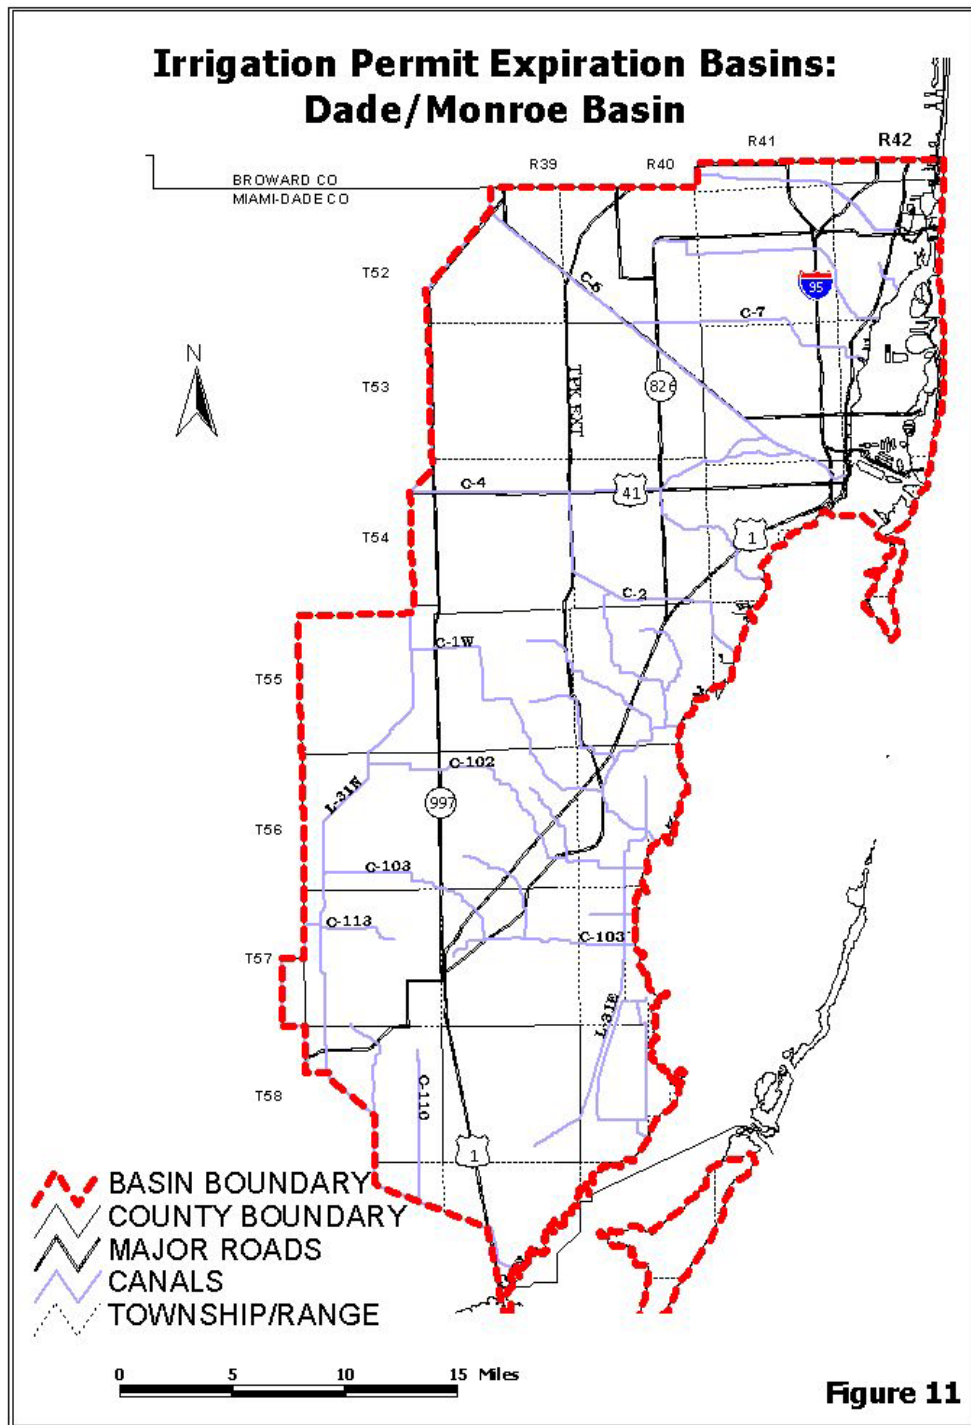 Irrigation Permit Expiration Basins:
Dade/Monroe Basin
R39
R40
R41
R42
BROWARD CO
MIAMI-DADE CO
T52
C-6
95
C-7
N
T53
TPK EXT
826
C-4
41
T54
1
C-2
C-1W
T55
C-102
L-31N
997
T56
C-103
C-113
C-103
T57
L-31E
T58
C-110
1
BASIN BOUNDARY
COUNTY BOUNDARY
MAJOR ROADS
CANALS
TOWNSHIP/RANGE
0 5 10 15 Miles
Figure 11